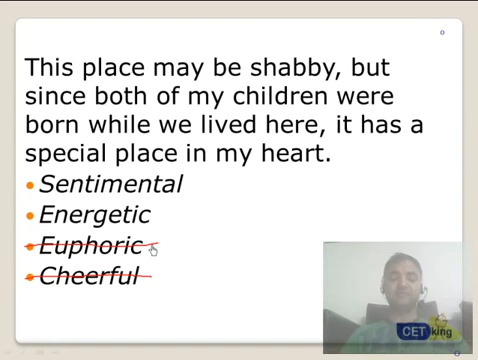 This place may be shabby, but
since both of my children were
born while we lived here, it has a
special place in my heart.
Sentimental
Energetic
Euphoric
Cheerful
CET king